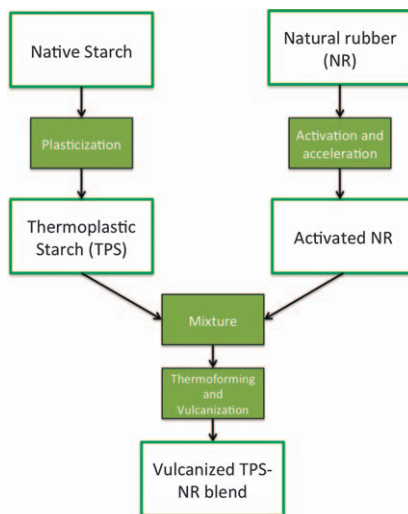 Native Starch
Natural rubber
(NR)
Plasticization
Activation and
acceleration
Thermoplastic
Starch (TPS)
Activated NR
Mixture
Thermoforming
and
Vulcanization
Vulcanized TPS-
NR blend